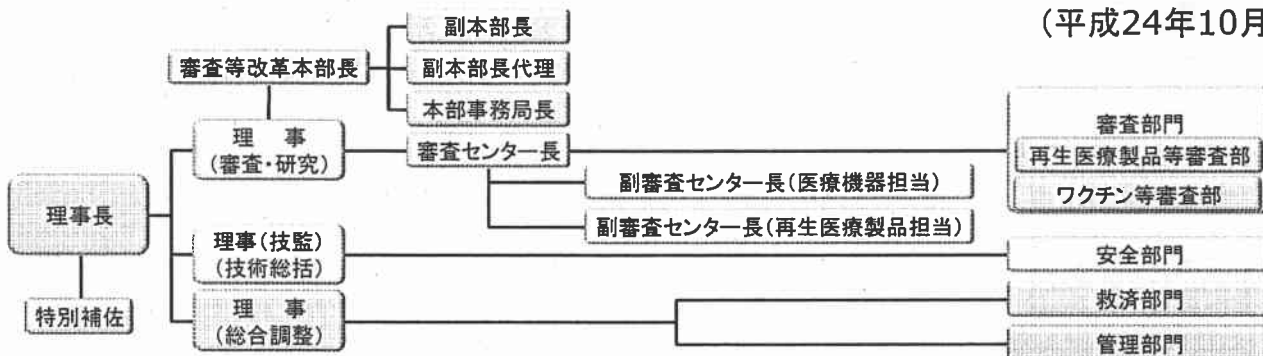 (平成24年10月
副本部長
審査等改革本部長
副本部長代理
本部事務局長
理　事
(審査・研究)
審査センター長
審査部門
再生医療製品等審査部
ワクチン等審査部
副審査センター長(医療機器担当)
副審査センター長(再生医療製品担当)
理事長
理事(技監)
(技術総括)
安全部門
特別補佐
理　事
(総合調整)
救済部門
管理部門